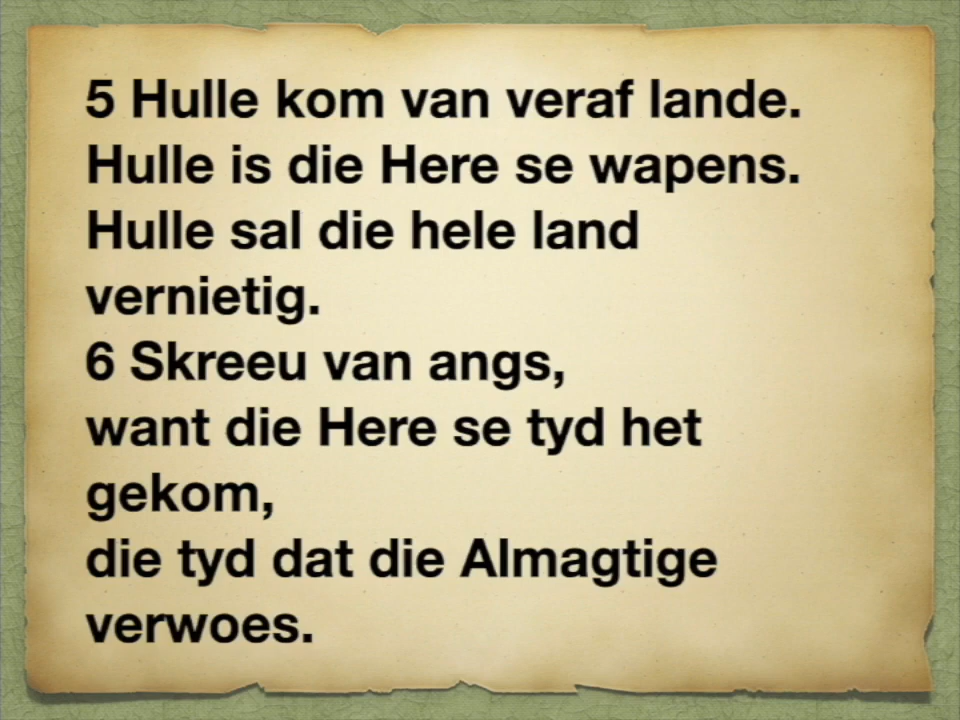 5 Hulle kom van veraf lande.
Hulle is die Here se wapens.
Hulle sal die hele land
vernietig.
6 Skreeu van angs,
want die Here se tyd het
gekom,
die tyd dat die Almagtige
verwoes.